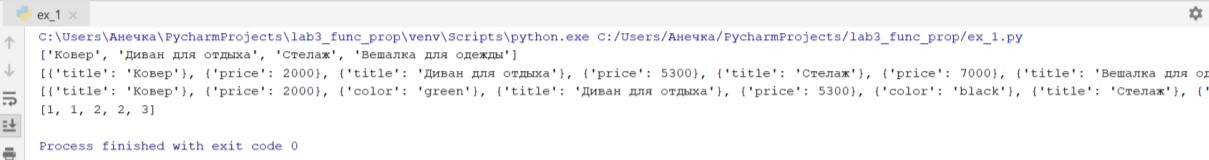 ex_1
C:\Users\Анечка\PycharmProjects\lab3_func_prop\venv\Scripts\python.exe C:/Users/Анечка/PycharmProjects/lab3_func_prop/ex_1.py
['Ковер', 'Диван для отдыха', 'Стелаж', 'Вешалка для одежды']
[{'title': 'Ковер'}, {'price': 2000}, {'title': 'Диван для отдыха'}, {'price': 5300}, {'title': 'Стелаж'}, {'price': 7000}, {'title': 'Вешалка для од
[{'title': 'Ковер'}, {'price': 2000}, {'color': 'green'}, {'title': 'Диван для отдыха'}, {'price': 5300}, {'color': 'black'}, {'title': 'Стелаж'}, {'
[1, 1, 2, 2, 3]
Process finished with exit code 0